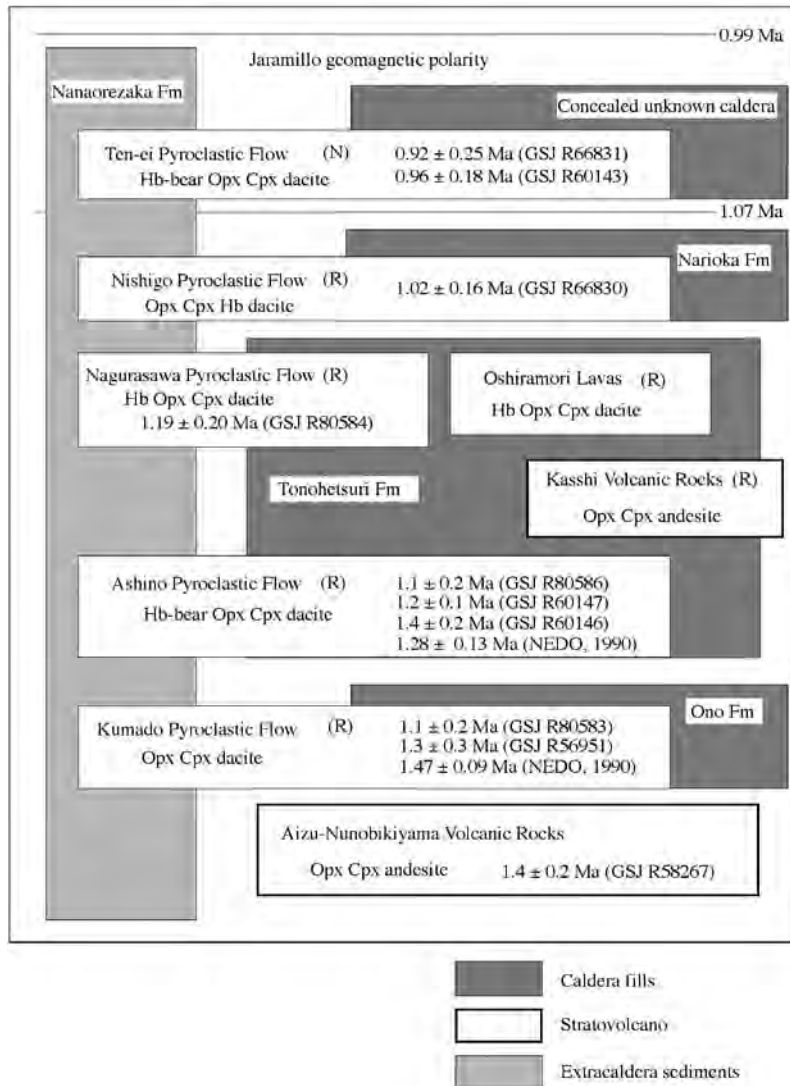 0.99 Ma
Jaramillo geomagnetic polarity
Nanaorezaka Fm
Concealed unknown caldera
Ten-ei Pyroclastic Flow (N) 0.92 ± 0.25 Ma (GSJ R66831)
Hb-bear Opx Cpx dacite 0.96 ± 0.18 Ma (GSJ R60143)
1.07 Ma
Narioka Fm
Nishigo Pyroclastic Flow (R) 1.02 ± 0.16 Ma (GSJ R66830)
Opx Cpx Hb dacite
Nagurasawa Pyroclastic Flow (R)
Hb Opx Cpx dacite
1.19 ± 0.20 Ma (GSJ R80584)
Oshiramori Lavas (R)
Hb Opx Cpx dacite
Tonohetsuri Fm
Kasshi Volcanic Rocks (R)
Opx Cpx andesite
Ashino Pyroclastic Flow (R) 1.1 ± 0.2 Ma (GSJ R80586)
Hb-bear Opx Cpx dacite 1.2 ± 0.1 Ma (GSJ R60147)
1.4 ± 0.2 Ma (GSJ R60146)
1.28 ± 0.13 Ma (NEDO, 1990)
Ono Fm
Kumado Pyroclastic Flow (R) 1.1 ± 0.2 Ma (GSJ R80583)
Opx Cpx dacite 1.3 ± 0.3 Ma (GSJ R56951)
1.47 ± 0.09 Ma (NEDO, 1990)
Aizu-Nunobikiyama Volcanic Rocks
Opx Cpx andesite 1.4 ± 0.2 Ma (GSJ R58267)
Caldera fills
Stratovolcano
Extracaldera sediments